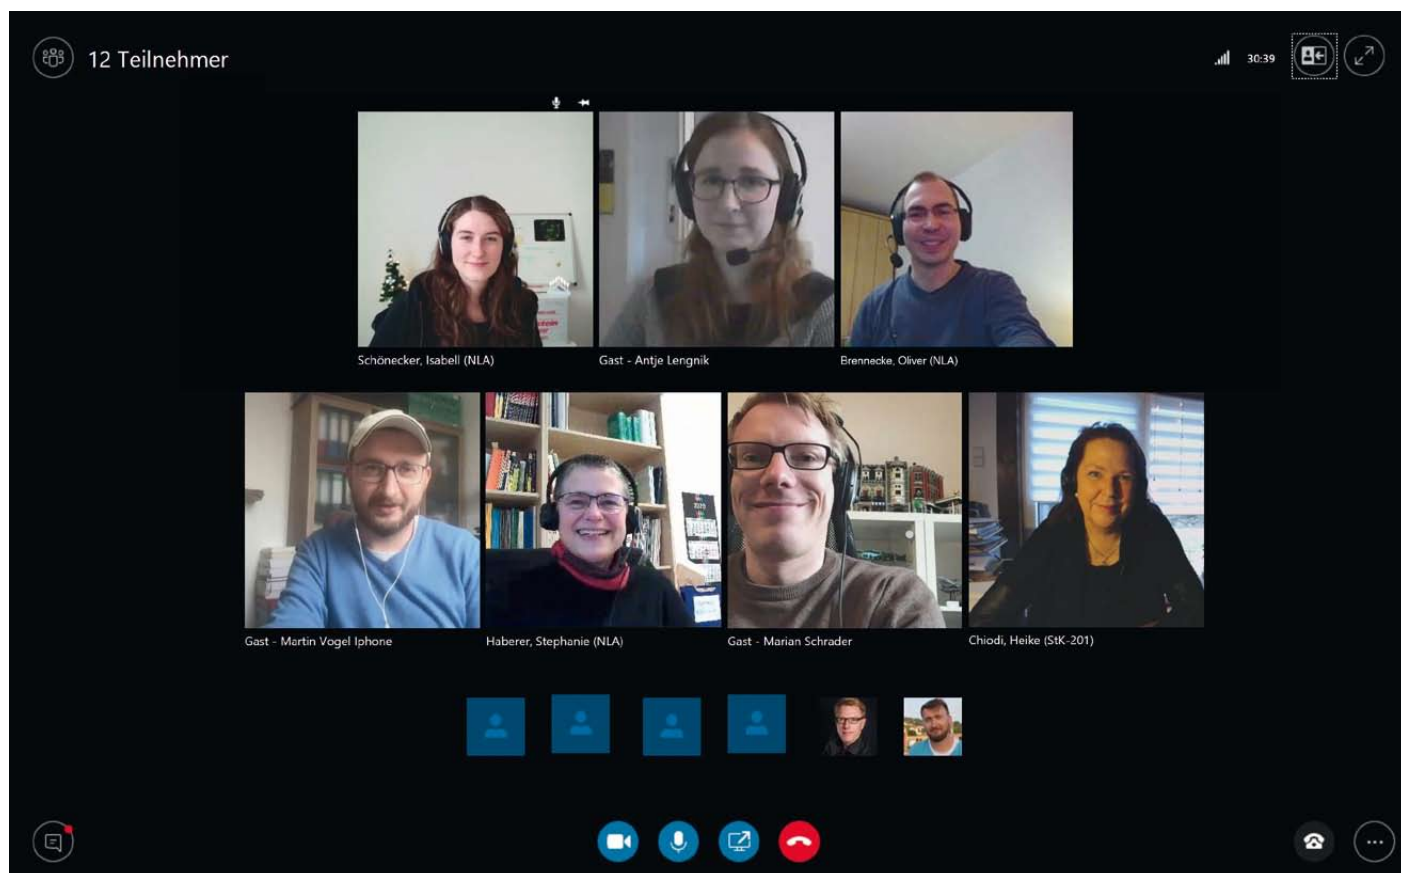 12 Teilnehmer
30:39
Schönecker, Isabell (NLA)
Gast - Antje Lengnik
Brennecke, Oliver (NLA)
Gast - Martin Vogel Iphone
Haberer, Stephanie (NLA)
Gast - Marian Schrader
Chiodi, Heike (StK-201)